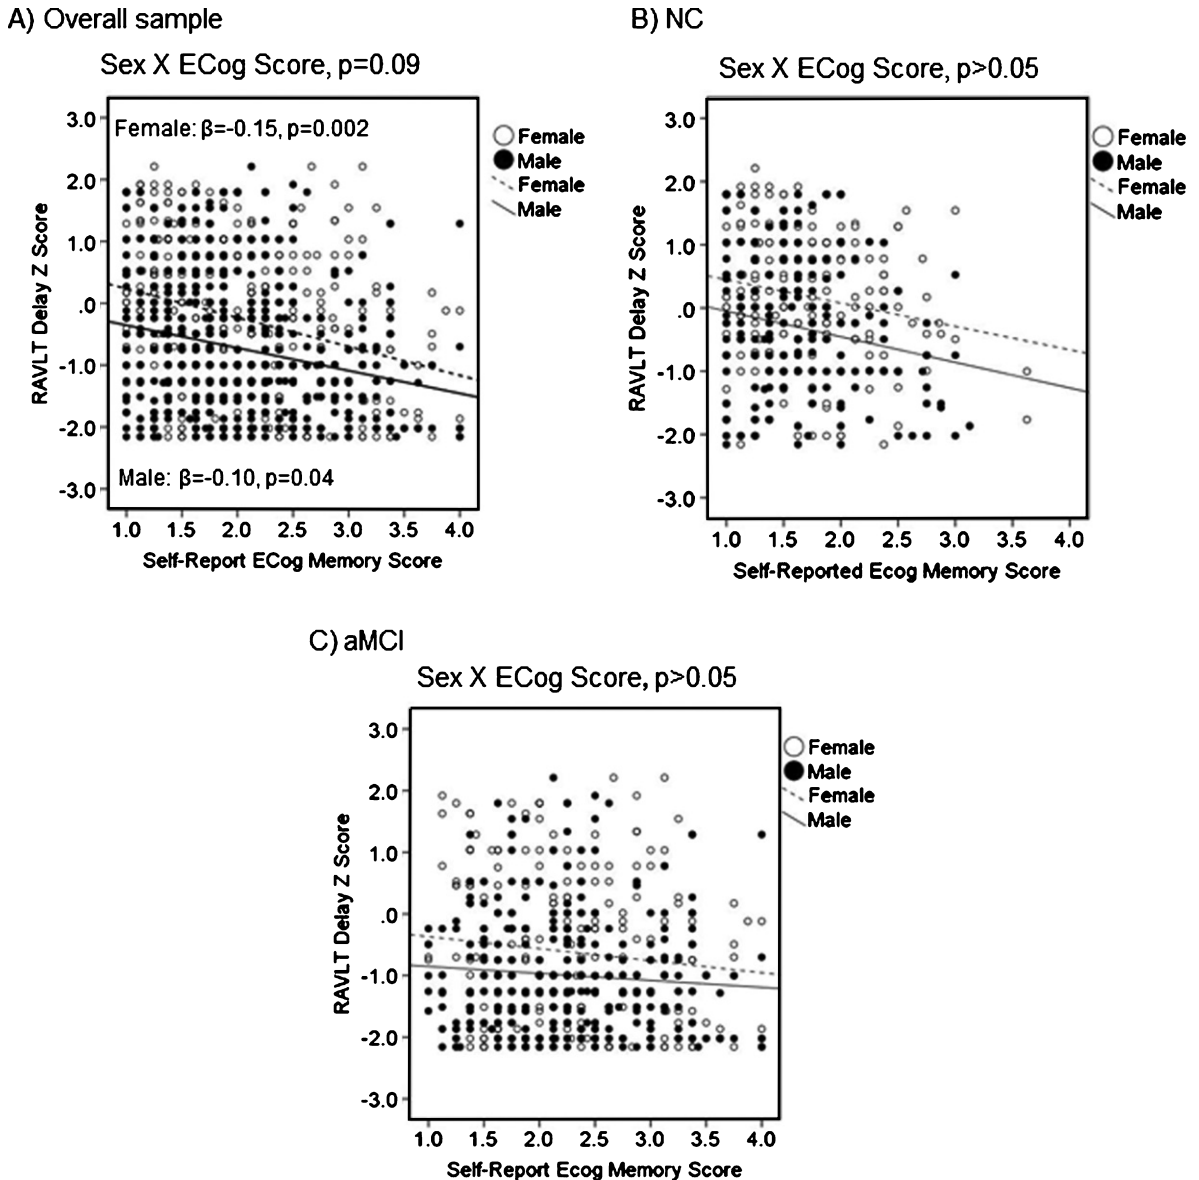 A) Overall sample
Sex X ECog Score, p=0.09
Female: β=-0.15, p=0.002
Male: β=-0.10, p=0.04
3.0
2.0
1.0
.0
-1.0
-2.0
-3.0
RAVLT Delay Z Score
1.0 1.5 2.0 2.5 3.0 3.5 4.0
Self-Report ECog Memory Score
Female
Male
Female
Male
B) NC
Sex X ECog Score, p>0.05
3.0
2.0
1.0
.0
-1.0
-2.0
-3.0
RAVLT Delay Z Score
1.0 1.5 2.0 2.5 3.0 3.5 4.0
Self-Reported Ecog Memory Score
Female
Male
Female
Male
C) aMCI
Sex X ECog Score, p>0.05
3.0
2.0
1.0
.0
-1.0
-2.0
-3.0
RAVLT Delay Z Score
1.0 1.5 2.0 2.5 3.0 3.5 4.0
Self-Report Ecog Memory Score
Female
Male
Female
Male